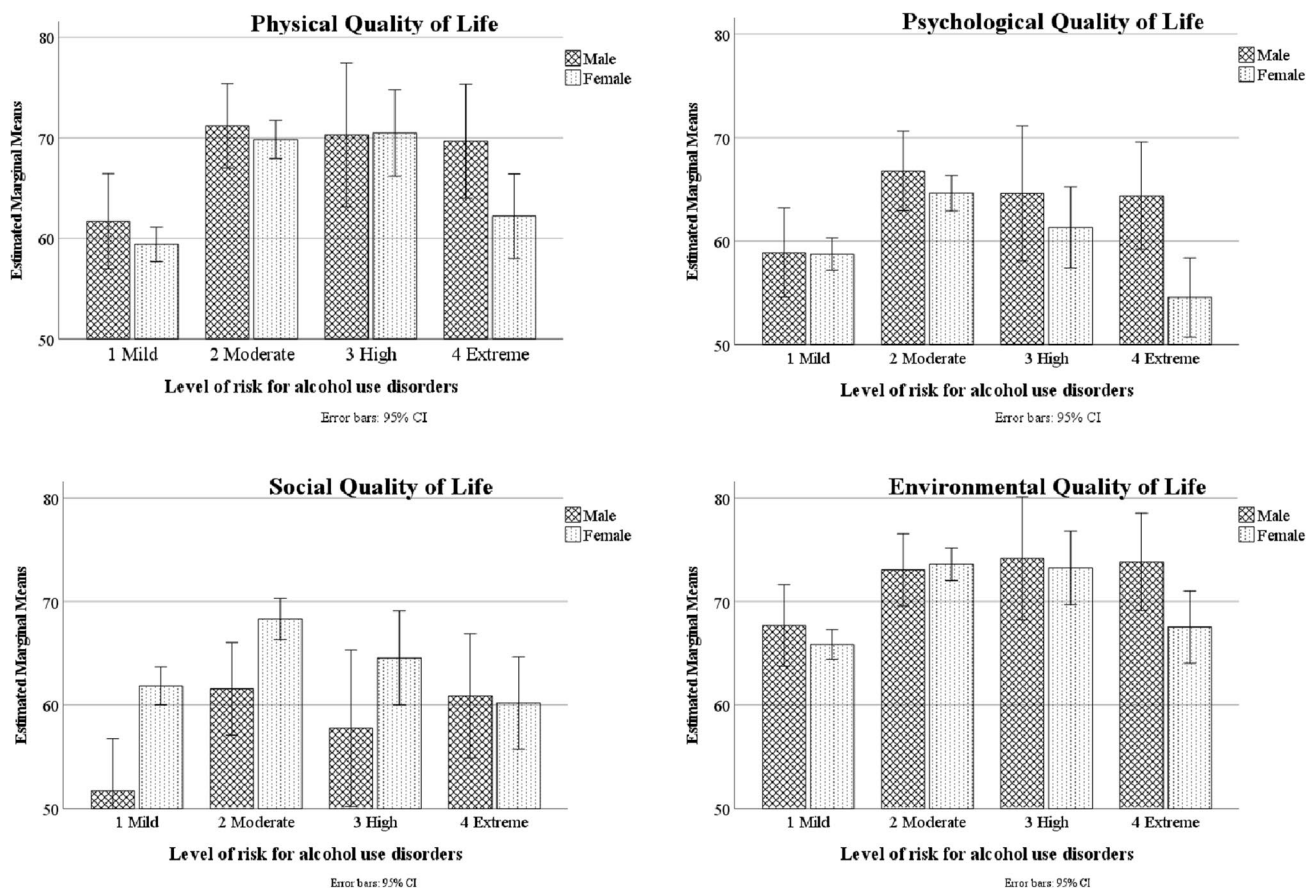 Physical Quality of Life
Male
Female
Estimated Marginal Means
80
70
60
50
1 Mild 2 Moderate 3 High 4 Extreme
Level of risk for alcohol use disorders
Error bars: 95% CI
Psychological Quality of Life
Male
Female
Estimated Marginal Means
80
70
60
50
1 Mild 2 Moderate 3 High 4 Extreme
Level of risk for alcohol use disorders
Error bars: 95% CI
Social Quality of Life
Male
Female
Estimated Marginal Means
80
70
60
50
1 Mild 2 Moderate 3 High 4 Extreme
Level of risk for alcohol use disorders
Error bars: 95% CI
Environmental Quality of Life
Male
Female
Estimated Marginal Means
80
70
60
50
1 Mild 2 Moderate 3 High 4 Extreme
Level of risk for alcohol use disorders
Error bars: 95% CI